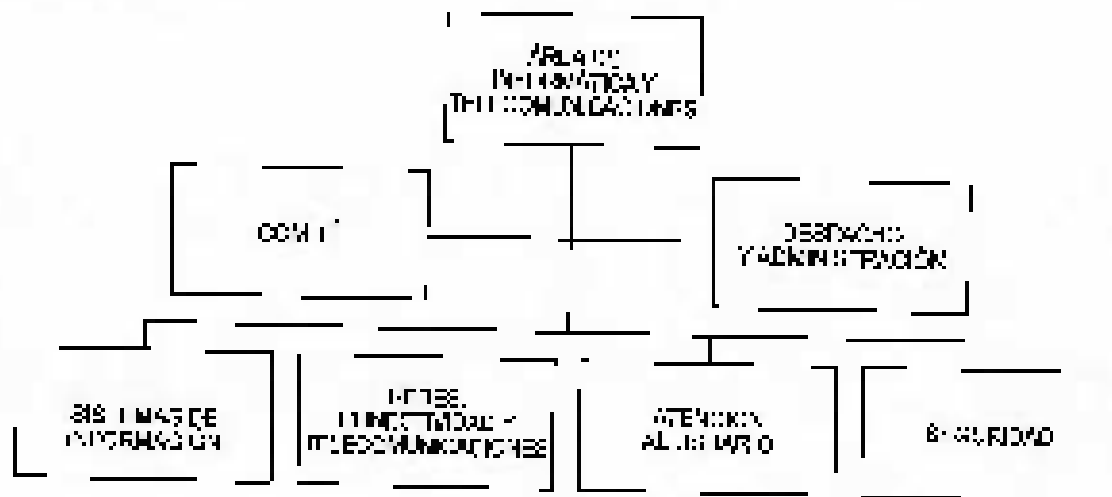 ÁREA DE
INFORMÁTICA Y
TELECOMUNICACIONES
COMITÉ
DESPACHO
Y ADMINISTRACIÓN
SISTEMAS DE
INFORMACIÓN
REDES,
CONECTIVIDAD Y
TELECOMUNICACIONES
ATENCIÓN
AL USUARIO
SEGURIDAD